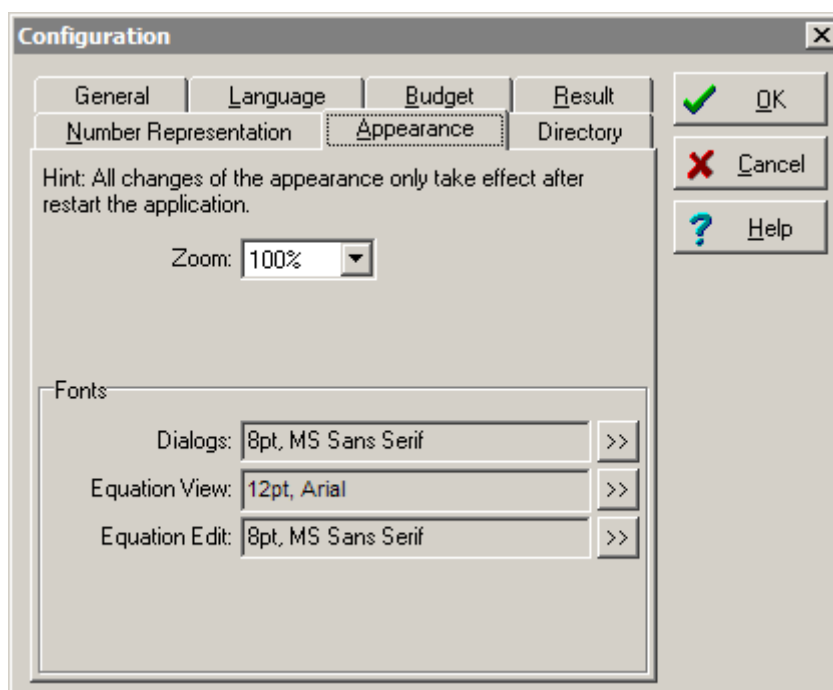 Configuration
General Language Budget Result
Number Representation Appearance Directory
Hint: All changes of the appearance only take effect after
restart the application.
Zoom: 100%
Fonts
Dialogs: 8pt, MS Sans Serif >>
Equation View: 12pt, Arial >>
Equation Edit: 8pt, MS Sans Serif >>
OK
Cancel
Help